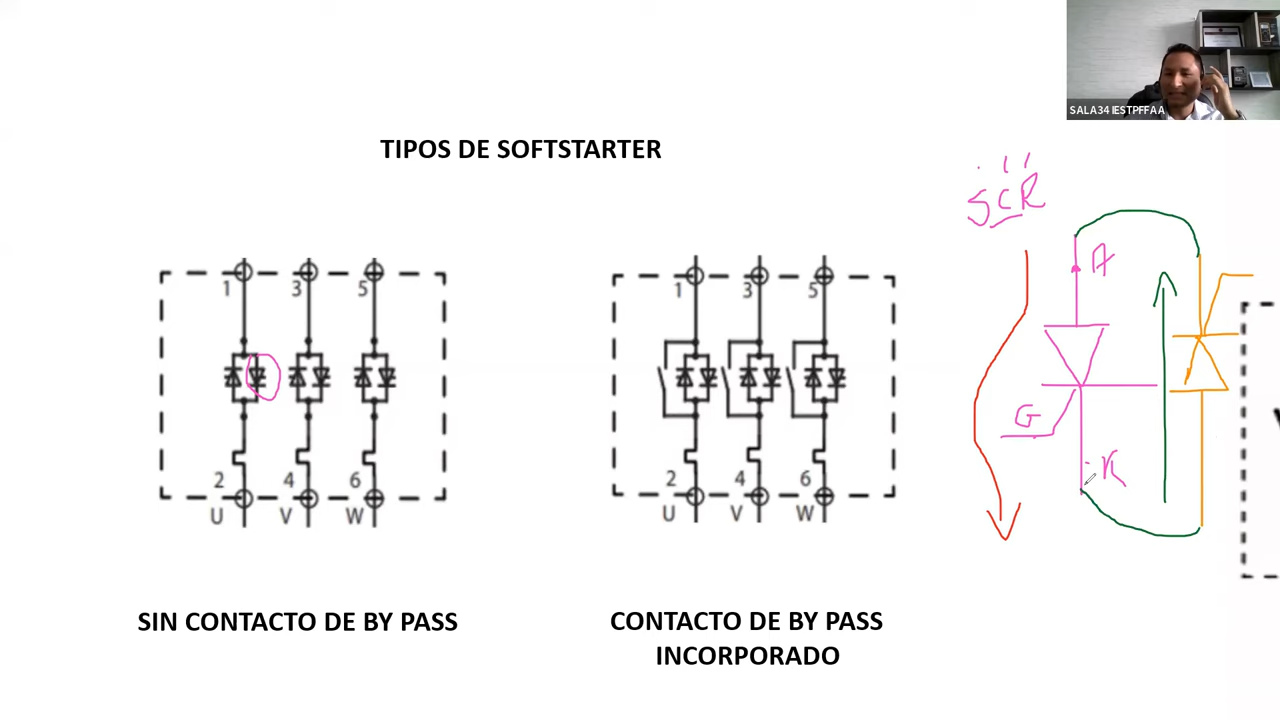 SALA34 IESTPFFAA A
TIPOS DE SOFTSTARTER
SCR
A
G
K
1 3 5
2 4 6
U V W
1 3 5
2 4 6
U V W
SIN CONTACTO DE BY PASS
CONTACTO DE BY PASS
INCORPORADO